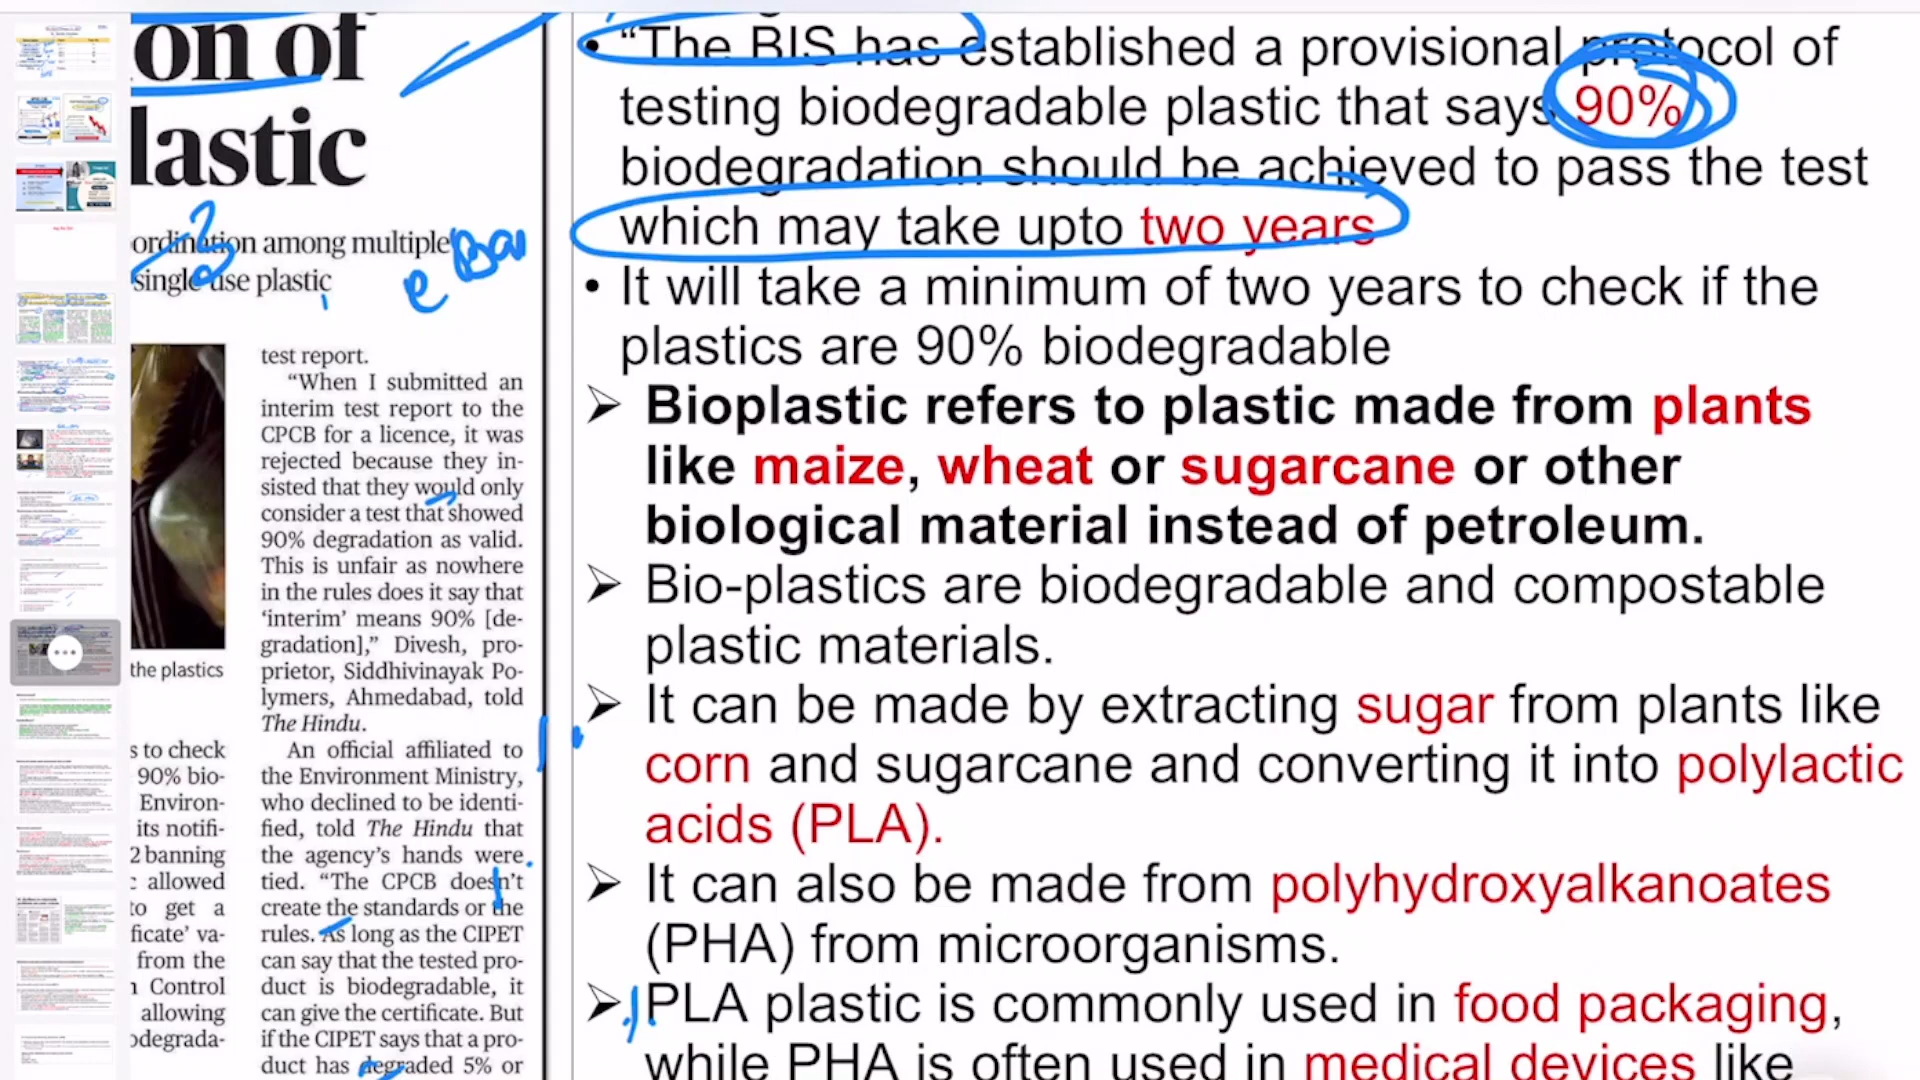 on of
lastic
ordination among multiple
single use plastic
e Ban
the plastics
s to check
90% bio-
Environ-
its notifi-
2 banning
allowed
to get a
ficate’ va-
from the
Control
allowing
odegrada-
test report.
“When I submitted an
interim test report to the
CPCB for a licence, it was
rejected because they in-
sisted that they would only
consider a test that showed
90% degradation as valid.
This is unfair as nowhere
in the rules does it say that
‘interim’ means 90% [de-
gradation],” Divesh, pro-
prietor, Siddhivinayak Po-
lymers, Ahmedabad, told
The Hindu.
An official affiliated to
the Environment Ministry,
who declined to be identi-
fied, told The Hindu that
the agency’s hands were
tied. “The CPCB doesn’t
create the standards or the
rules. As long as the CIPET
can say that the tested pro-
duct is biodegradable, it
can give the certificate. But
if the CIPET says that a pro-
duct has degraded 5% or
• “The BIS has established a provisional protocol of
testing biodegradable plastic that says 90%
biodegradation should be achieved to pass the test
which may take upto two years
• It will take a minimum of two years to check if the
plastics are 90% biodegradable
➢ Bioplastic refers to plastic made from plants
like maize, wheat or sugarcane or other
biological material instead of petroleum.
➢ Bio-plastics are biodegradable and compostable
plastic materials.
➢ It can be made by extracting sugar from plants like
corn and sugarcane and converting it into polylactic
acids (PLA).
➢ It can also be made from polyhydroxyalkanoates
(PHA) from microorganisms.
➢ PLA plastic is commonly used in food packaging,
while PHA is often used in medical devices like